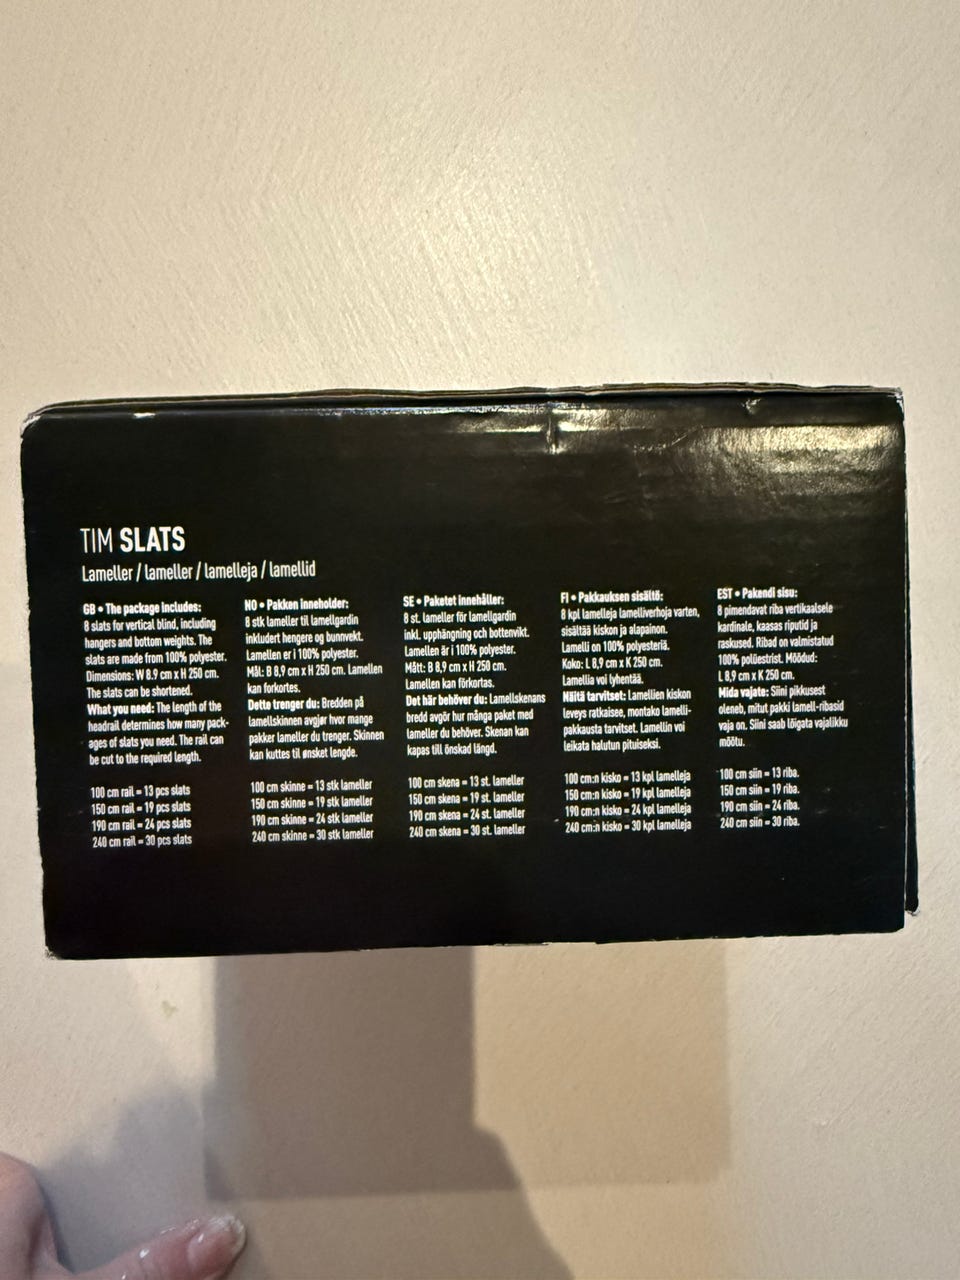 TIM SLATS
Lameller / lameller / lamelleja / lamellid
GB • The package includes:
8 slats for vertical blind, including
hangers and bottom weights. The
slats are made from 100% polyester.
Dimensions: W 8.9 cm x H 250 cm.
The slats can be shortened.
What you need: The length of the
headrail determines how many pack-
ages of slats you need. The rail can
be cut to the required length.
100 cm rail = 13 pcs slats
150 cm rail = 19 pcs slats
190 cm rail = 24 pcs slats
240 cm rail = 30 pcs slats
NO • Pakken inneholder:
8 stk lameller til lamellgardin
inkludert hengere og bunnvekt.
Lamellen er i 100% polyester.
Mål: B 8,9 cm x H 250 cm. Lamellen
kan forkortes.
Dette trenger du: Bredden på
lamellskinnen avgjør hvor mange
pakker lameller du trenger. Skinnen
kan kuttes til ønsket lengde.
100 cm skinne = 13 stk lameller
150 cm skinne = 19 stk lameller
190 cm skinne = 24 stk lameller
240 cm skinne = 30 stk lameller
SE • Paketet innehåller:
8 st. lameller för lamellgardin
inkl. upphängning och bottenvikt.
Lamellen är i 100% polyester.
Mått: B 8,9 cm x H 250 cm.
Lamellen kan förkortas.
Det här behöver du: Lamellskenans
bredd avgör hur många paket med
lameller du behöver. Skenan kan
kapas till önskad längd.
100 cm skena = 13 st. lameller
150 cm skena = 19 st. lameller
190 cm skena = 24 st. lameller
240 cm skena = 30 st. lameller
FI • Pakkauksen sisältö:
8 kpl lamelleja lamelliverhoja varten,
sisältää kiskon ja alapainon.
Lamelli on 100% polyesteriä.
Koko: L 8,9 cm x K 250 cm.
Lamellia voi lyhentää.
Näitä tarvitset: Lamellien kiskon
leveys ratkaisee, montako lamelli-
pakkausta tarvitset. Lamellin voi
leikata halutun pituiseksi.
100 cm:n kisko = 13 kpl lamelleja
150 cm:n kisko = 19 kpl lamelleja
190 cm:n kisko = 24 kpl lamelleja
240 cm:n kisko = 30 kpl lamelleja
EST • Pakendi sisu:
8 pimendavat riba vertikaalsele
kardinale, kaasas riputid ja
raskused. Ribad on valmistatud
100% polüestrist. Mõõdud:
L 8,9 cm x K 250 cm.
Mida vajate: Siini pikkusest
oleneb, mitut pakki lamell-ribasid
vaja on. Siini saab lõigata vajalikku
mõõtu.
100 cm siin = 13 riba.
150 cm siin = 19 riba.
190 cm siin = 24 riba.
240 cm siin = 30 riba.